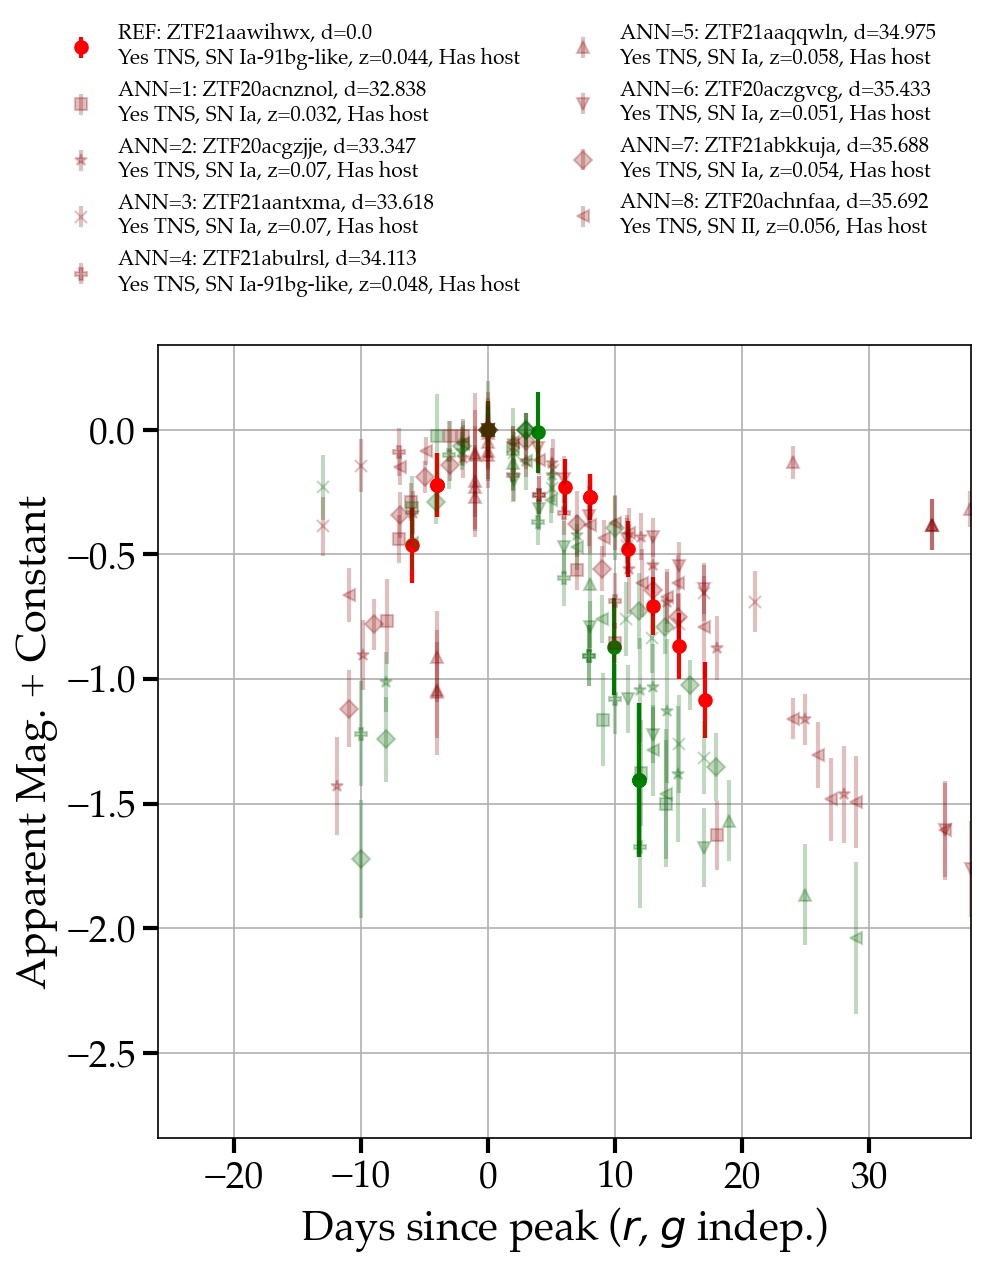 REF: ZTF21aawihwx, d=0.0
Yes TNS, SN Ia-91bg-like, z=0.044, Has host
ANN=1: ZTF20acnznol, d=32.838
Yes TNS, SN Ia, z=0.032, Has host
ANN=2: ZTF20acgzjje, d=33.347
Yes TNS, SN Ia, z=0.07, Has host
ANN=3: ZTF21aantxma, d=33.618
Yes TNS, SN Ia, z=0.07, Has host
ANN=4: ZTF21abulrsl, d=34.113
Yes TNS, SN Ia-91bg-like, z=0.048, Has host
ANN=5: ZTF21aaqqwln, d=34.975
Yes TNS, SN Ia, z=0.058, Has host
ANN=6: ZTF20aczgvcg, d=35.433
Yes TNS, SN Ia, z=0.051, Has host
ANN=7: ZTF21abkkuja, d=35.688
Yes TNS, SN Ia, z=0.054, Has host
ANN=8: ZTF20achnfaa, d=35.692
Yes TNS, SN II, z=0.056, Has host
Apparent Mag. + Constant
0.0
−0.5
−1.0
−1.5
−2.0
−2.5
−20
−10
0
10
20
30
Days since peak (r, g indep.)